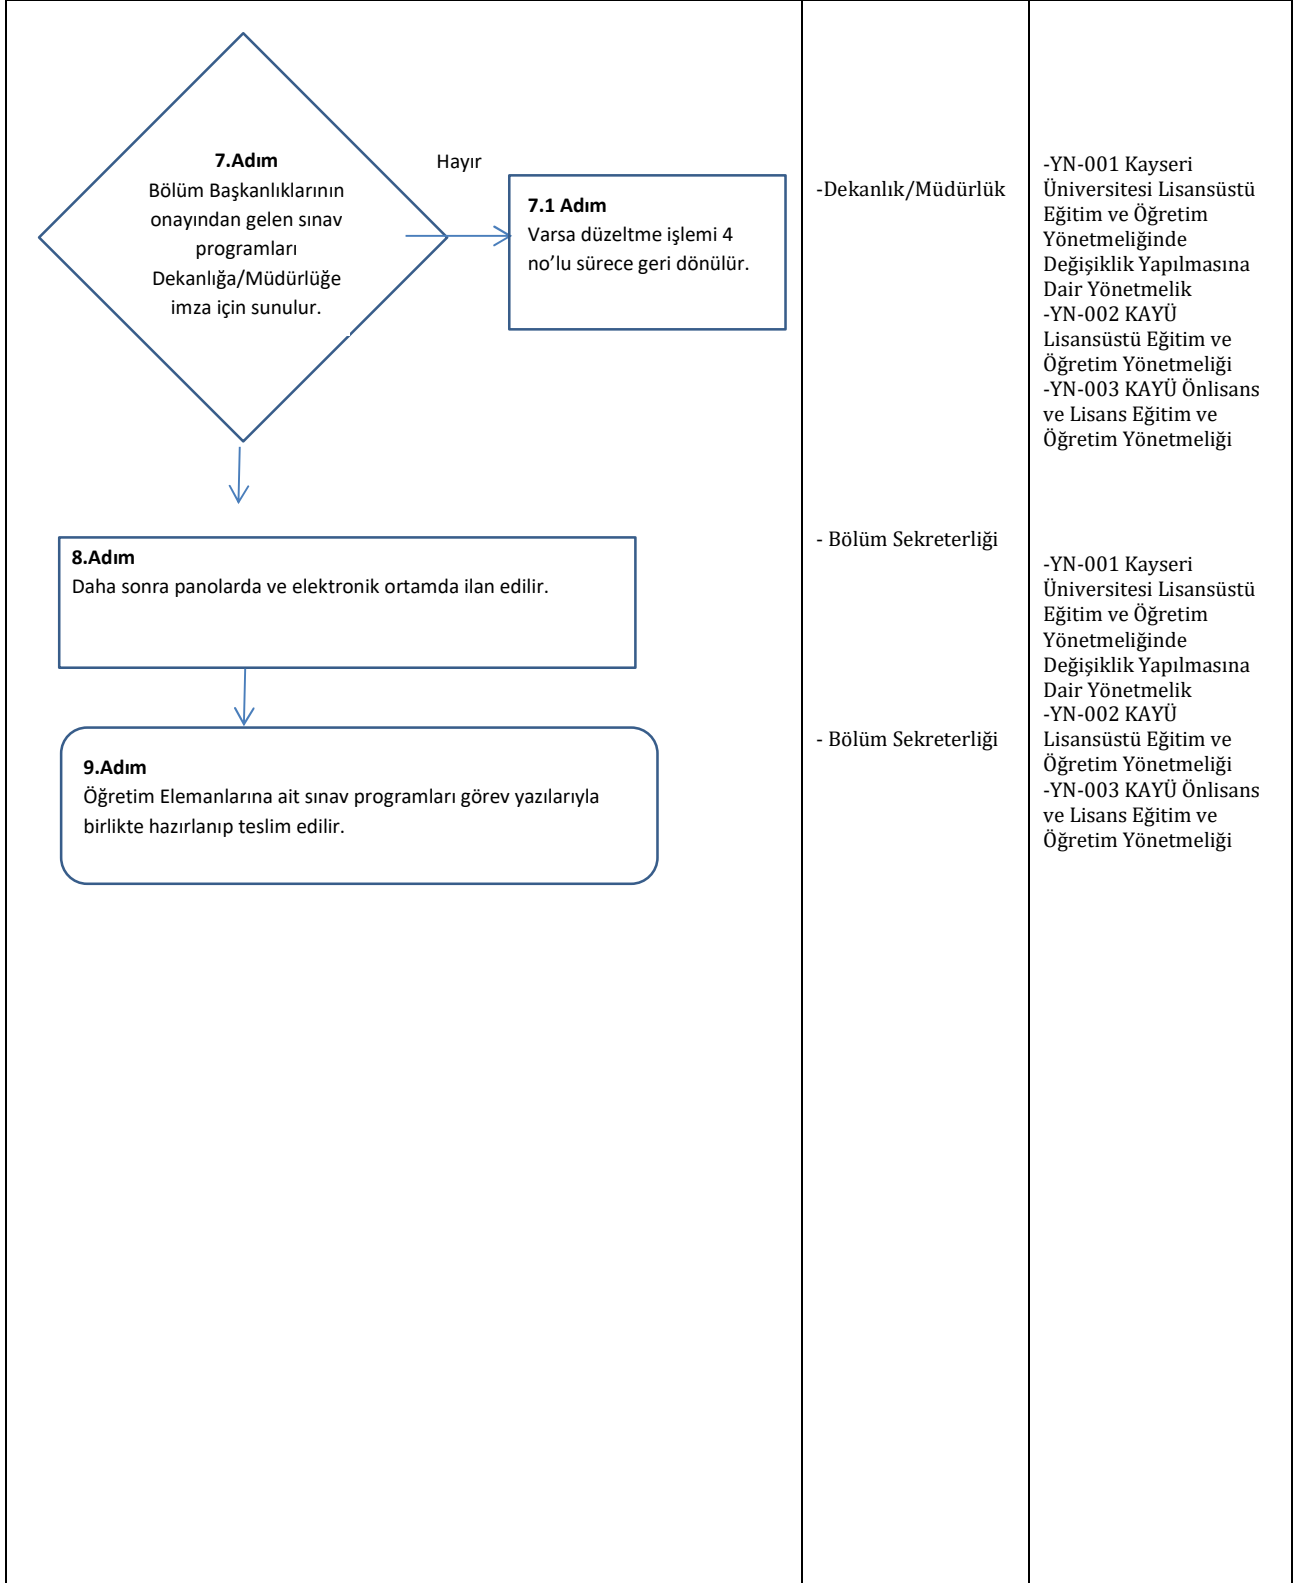 7.Adım
Bölüm Başkanlıklarının
onayından gelen sınav
programları
Dekanlığa/Müdürlüğe
imza için sunulur.
Hayır
7.1 Adım
Varsa düzeltme işlemi 4
no’lu sürece geri dönülür.
-Dekanlık/Müdürlük
-YN-001 Kayseri
Üniversitesi Lisansüstü
Eğitim ve Öğretim
Yönetmeliğinde
Değişiklik Yapılmasına
Dair Yönetmelik
-YN-002 KAYÜ
Lisansüstü Eğitim ve
Öğretim Yönetmeliği
-YN-003 KAYÜ Önlisans
ve Lisans Eğitim ve
Öğretim Yönetmeliği
8.Adım
Daha sonra panolarda ve elektronik ortamda ilan edilir.
- Bölüm Sekreterliği
-YN-001 Kayseri
Üniversitesi Lisansüstü
Eğitim ve Öğretim
Yönetmeliğinde
Değişiklik Yapılmasına
Dair Yönetmelik
-YN-002 KAYÜ
Lisansüstü Eğitim ve
Öğretim Yönetmeliği
-YN-003 KAYÜ Önlisans
ve Lisans Eğitim ve
Öğretim Yönetmeliği
9.Adım
Öğretim Elemanlarına ait sınav programları görev yazılarıyla
birlikte hazırlanıp teslim edilir.
- Bölüm Sekreterliği